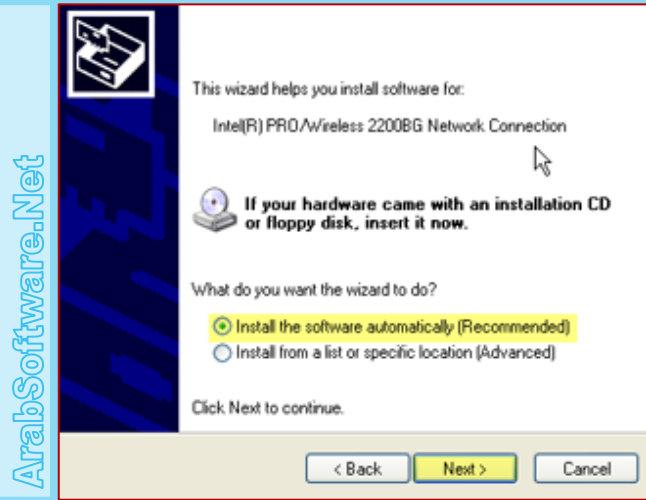 ArabSoftware.Net
This wizard helps you install software for:
Intel(R) PRO/Wireless 2200BG Network Connection
If your hardware came with an installation CD
or floppy disk, insert it now.
What do you want the wizard to do?
Install the software automatically (Recommended)
Install from a list or specific location (Advanced)
Click Next to continue.
< Back
Next >
Cancel